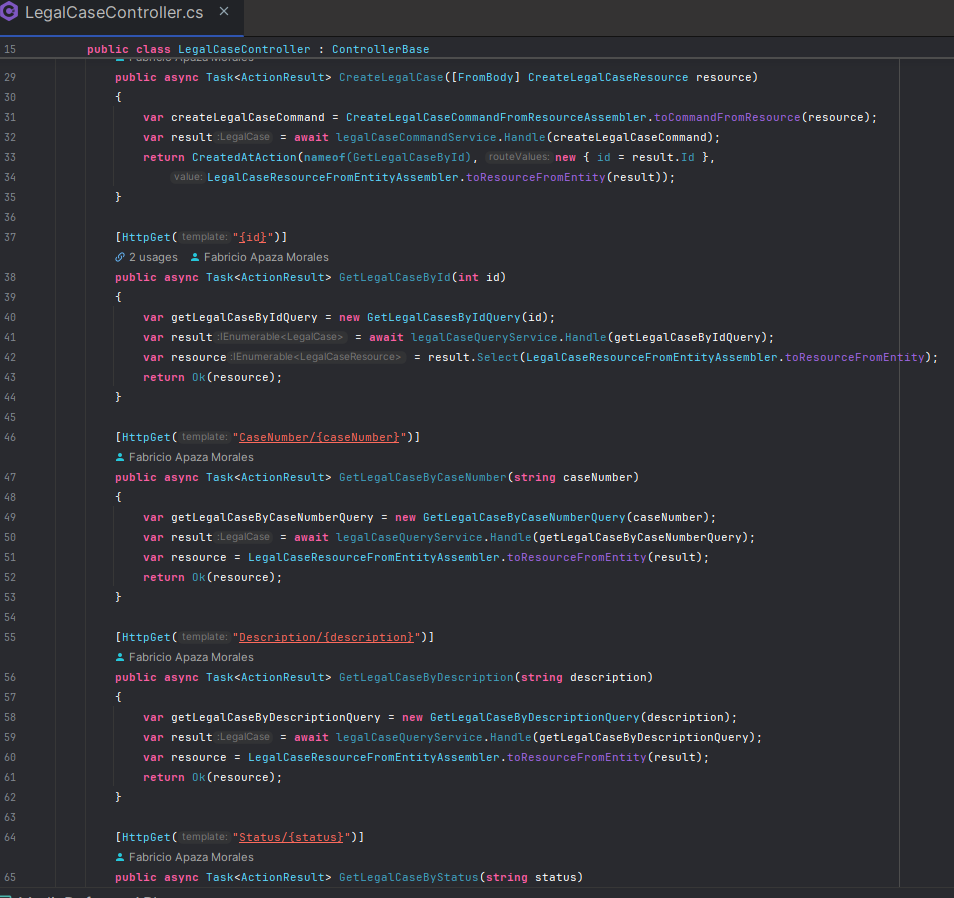 LegalCaseController.cs ×
15 public class LegalCaseController : ControllerBase
Fabricio Apaza Morales
29 public async Task<ActionResult> CreateLegalCase([FromBody] CreateLegalCaseResource resource)
30 {
31 var createLegalCaseCommand = CreateLegalCaseCommandFromResourceAssembler.toCommandFromResource(resource);
32 var result :LegalCase = await legalCaseCommandService.Handle(createLegalCaseCommand);
33 return CreatedAtAction(nameof(GetLegalCaseById), routeValues: new { id = result.Id },
34 value: LegalCaseResourceFromEntityAssembler.toResourceFromEntity(result));
35 }
36
37 [HttpGet( template: "{id}")]
2 usages Fabricio Apaza Morales
38 public async Task<ActionResult> GetLegalCaseById(int id)
39 {
40 var getLegalCaseByIdQuery = new GetLegalCasesByIdQuery(id);
41 var result :IEnumerable<LegalCase> = await legalCaseQueryService.Handle(getLegalCaseByIdQuery);
42 var resource :IEnumerable<LegalCaseResource> = result.Select(LegalCaseResourceFromEntityAssembler.toResourceFromEntity);
43 return Ok(resource);
44 }
45
46 [HttpGet( template: "CaseNumber/{caseNumber}")]
Fabricio Apaza Morales
47 public async Task<ActionResult> GetLegalCaseByCaseNumber(string caseNumber)
48 {
49 var getLegalCaseByCaseNumberQuery = new GetLegalCaseByCaseNumberQuery(caseNumber);
50 var result :LegalCase = await legalCaseQueryService.Handle(getLegalCaseByCaseNumberQuery);
51 var resource = LegalCaseResourceFromEntityAssembler.toResourceFromEntity(result);
52 return Ok(resource);
53 }
54
55 [HttpGet( template: "Description/{description}")]
Fabricio Apaza Morales
56 public async Task<ActionResult> GetLegalCaseByDescription(string description)
57 {
58 var getLegalCaseByDescriptionQuery = new GetLegalCaseByDescriptionQuery(description);
59 var result :LegalCase = await legalCaseQueryService.Handle(getLegalCaseByDescriptionQuery);
60 var resource = LegalCaseResourceFromEntityAssembler.toResourceFromEntity(result);
61 return Ok(resource);
62 }
63
64 [HttpGet( template: "Status/{status}")]
Fabricio Apaza Morales
65 public async Task<ActionResult> GetLegalCaseByStatus(string status)